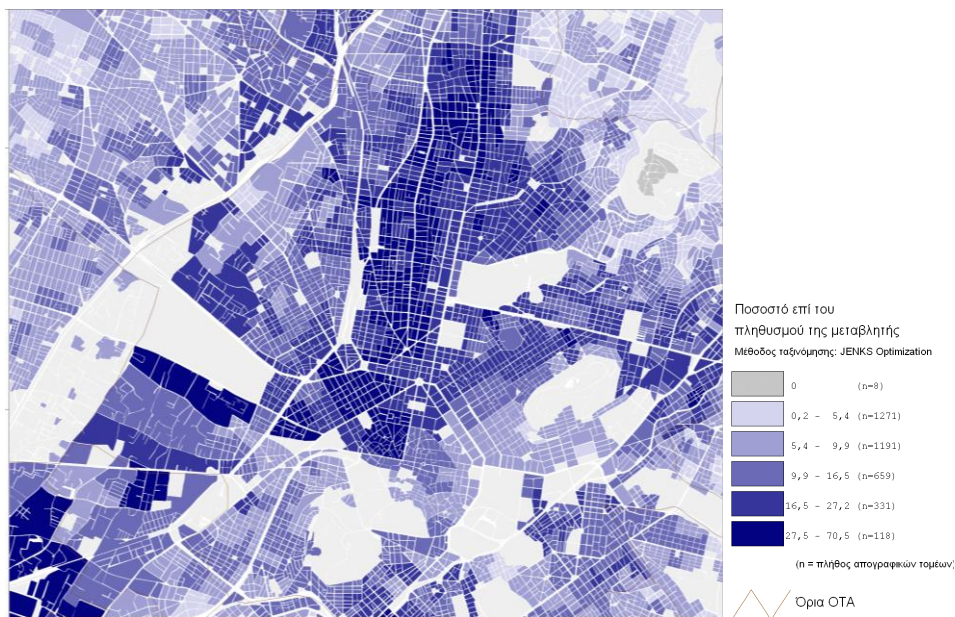 Ποσοστό επί του
πληθυσμού της μεταβλητής
Μέθοδος ταξινόμησης: JENKS Optimization
0 (n=8)
0,2 - 5,4 (n=1271)
5,4 - 9,9 (n=1191)
9,9 - 16,5 (n=659)
16,5 - 27,2 (n=331)
27,5 - 70,5 (n=118)
(n = πλήθος απογραφικών τομέων)
Όρια ΟΤΑ